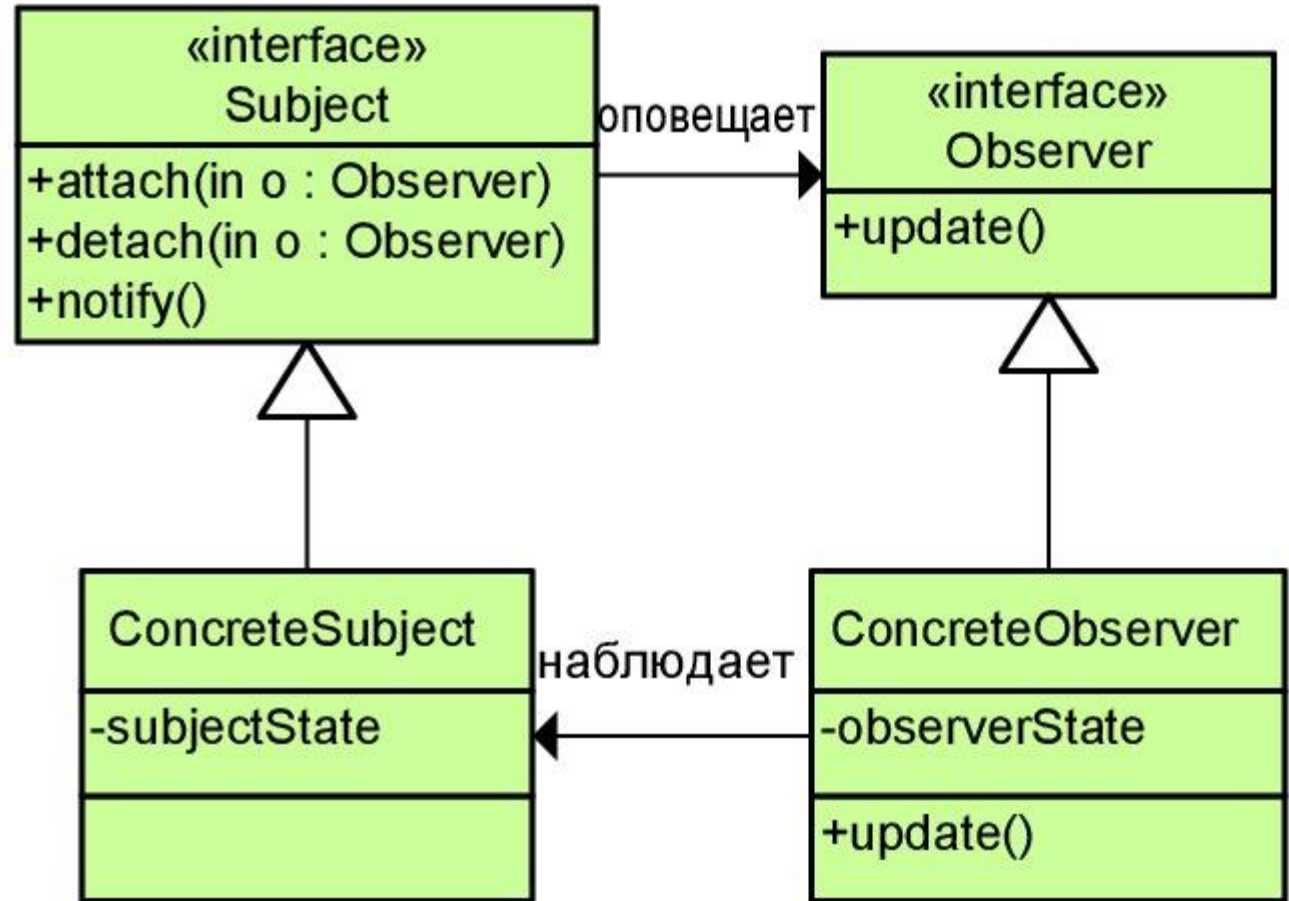 «interface»
Subject
+attach(in o : Observer)
+detach(in o : Observer)
+notify()
оповещает
«interface»
Observer
+update()
ConcreteSubject
-subjectState
наблюдает
ConcreteObserver
-observerState
+update()